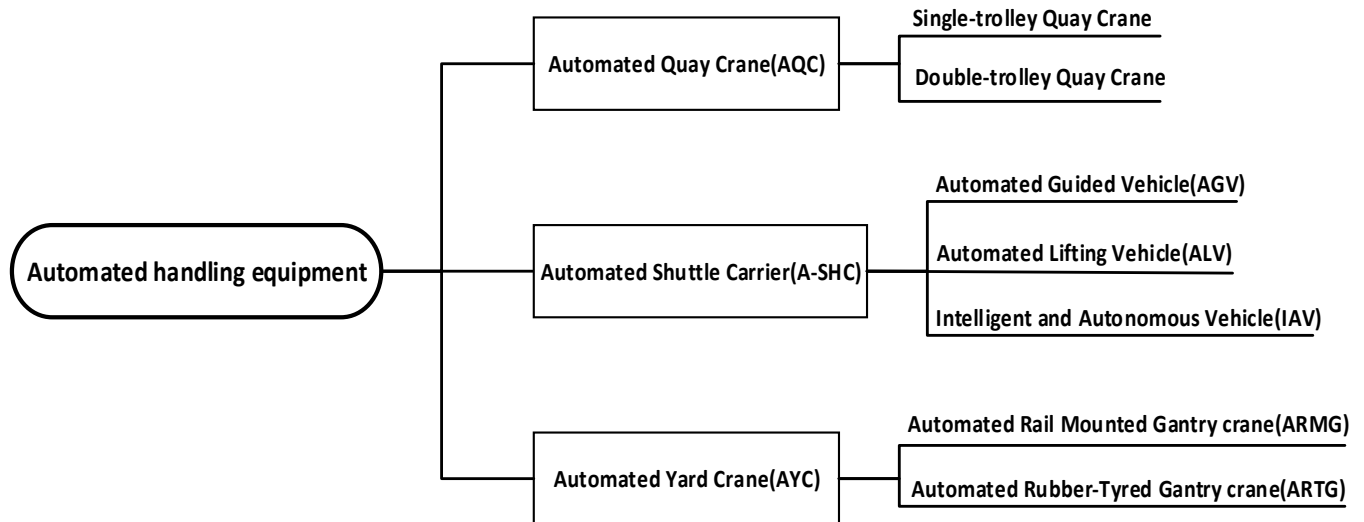 Automated handling equipment
Automated Quay Crane(AQC)
Single-trolley Quay Crane
Double-trolley Quay Crane
Automated Shuttle Carrier(A-SHC)
Automated Guided Vehicle(AGV)
Automated Lifting Vehicle(ALV)
Intelligent and Autonomous Vehicle(IAV)
Automated Yard Crane(AYC)
Automated Rail Mounted Gantry crane(ARMG)
Automated Rubber-Tyred Gantry crane(ARTG)